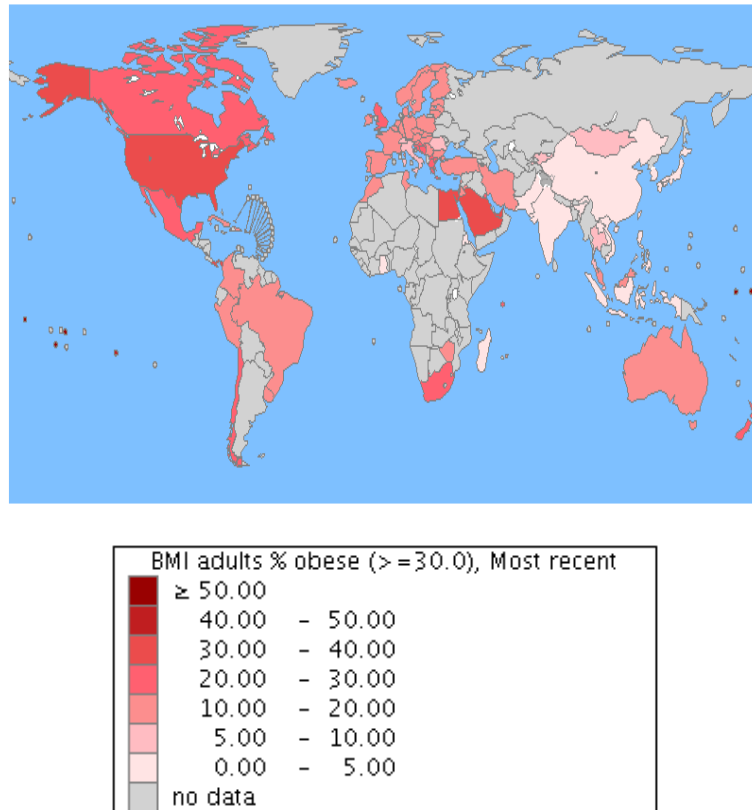 BMI adults % obese (>=30.0), Most recent
≥ 50.00
40.00 - 50.00
30.00 - 40.00
20.00 - 30.00
10.00 - 20.00
5.00 - 10.00
0.00 - 5.00
no data